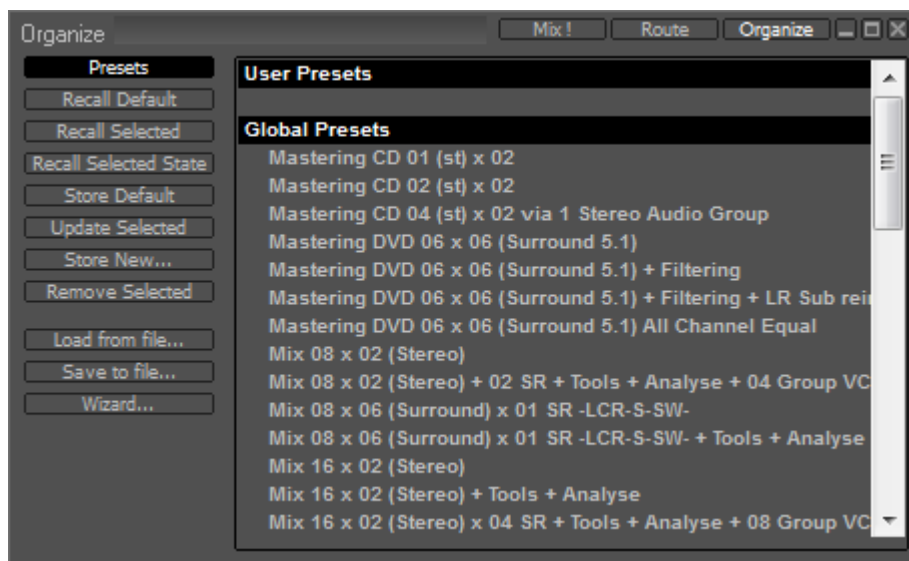 Organize
Mix !
Route
Organize
Presets
Recall Default
Recall Selected
Recall Selected State
Store Default
Update Selected
Store New...
Remove Selected
Load from file...
Save to file...
Wizard...
User Presets
Global Presets
Mastering CD 01 (st) x 02
Mastering CD 02 (st) x 02
Mastering CD 04 (st) x 02 via 1 Stereo Audio Group
Mastering DVD 06 x 06 (Surround 5.1)
Mastering DVD 06 x 06 (Surround 5.1) + Filtering
Mastering DVD 06 x 06 (Surround 5.1) + Filtering + LR Sub rei
Mastering DVD 06 x 06 (Surround 5.1) All Channel Equal
Mix 08 x 02 (Stereo)
Mix 08 x 02 (Stereo) + 02 SR + Tools + Analyse + 04 Group VC
Mix 08 x 06 (Surround) x 01 SR -LCR-S-SW-
Mix 08 x 06 (Surround) x 01 SR -LCR-S-SW- + Tools + Analyse
Mix 16 x 02 (Stereo)
Mix 16 x 02 (Stereo) + Tools + Analyse
Mix 16 x 02 (Stereo) x 04 SR + Tools + Analyse + 08 Group VC